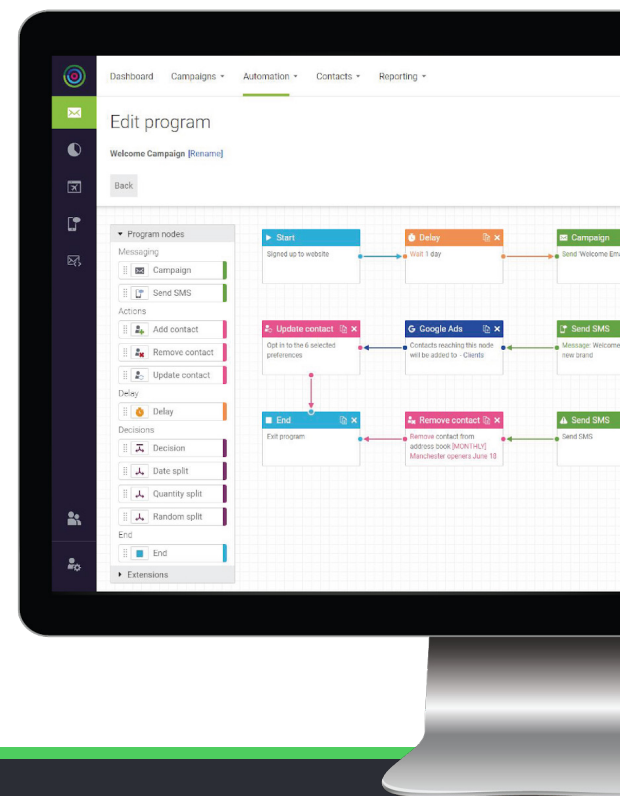 Dashboard Campaigns Automation Contacts Reporting
Edit program
Welcome Campaign [Rename]
Back
Program nodes
Messaging
Campaign
Send SMS
Actions
Add contact
Remove contact
Update contact
Delay
Delay
Decisions
Decision
Date split
Quantity split
Random split
End
End
Extensions
Start
Signed up to website
Delay
Wait 1 day
Campaign
Send 'Welcome Ema
Update contact
Opt in to the 6 selected
preferences
Google Ads
Contacts reaching this node
will be added to - Clients
Send SMS
Message: Welcome
new brand
End
Exit program
Remove contact
Remove contact from
address book [MONTHLY]
Manchester openers June 18
Send SMS
Send SMS